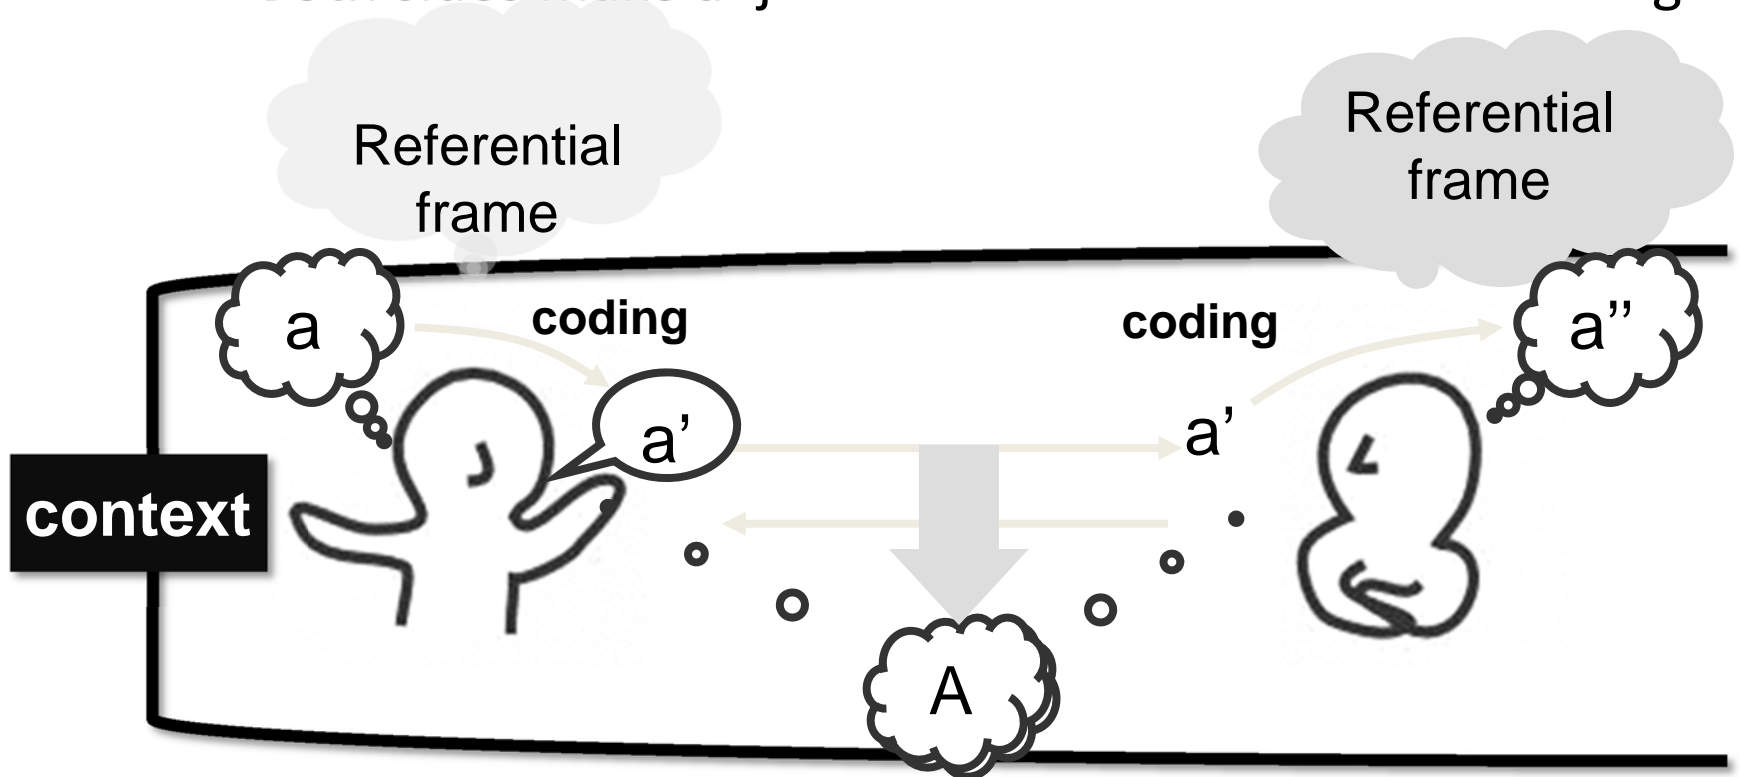 Referential
frame
Referential
frame
a
coding
coding
a’’
a’
a’
context
A